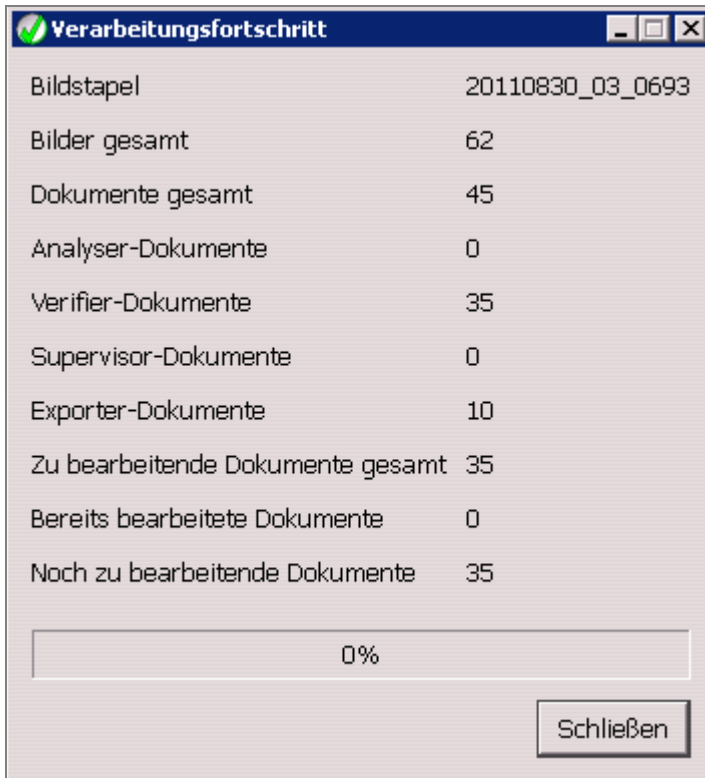 Verarbeitungsfortschritt
Bildstapel 20110830_03_0693
Bilder gesamt 62
Dokumente gesamt 45
Analyser-Dokumente 0
Verifier-Dokumente 35
Supervisor-Dokumente 0
Exporter-Dokumente 10
Zu bearbeitende Dokumente gesamt 35
Bereits bearbeitete Dokumente 0
Noch zu bearbeitende Dokumente 35
0%
Schließen